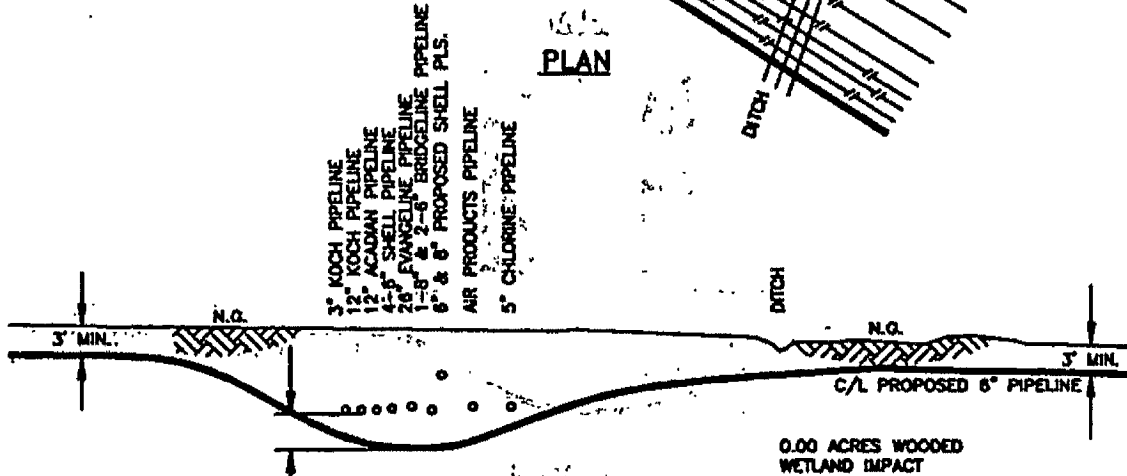 PLAN
DITCH
3" KOCH PIPELINE
12" KOCH PIPELINE
12" ACADIAN PIPELINE
4-6" SHELL PIPELINE
26" EVANGELINE PIPELINE
1-8" & 2-6" BRIDGELINE PIPELINE
6" & 8" PROPOSED SHELL PLS.
AIR PRODUCTS PIPELINE
5" CHLORINE PIPELINE
DITCH
N.G.
N.G.
3' MIN.
3' MIN.
C/L PROPOSED 6" PIPELINE
0.00 ACRES WOODED
WETLAND IMPACT